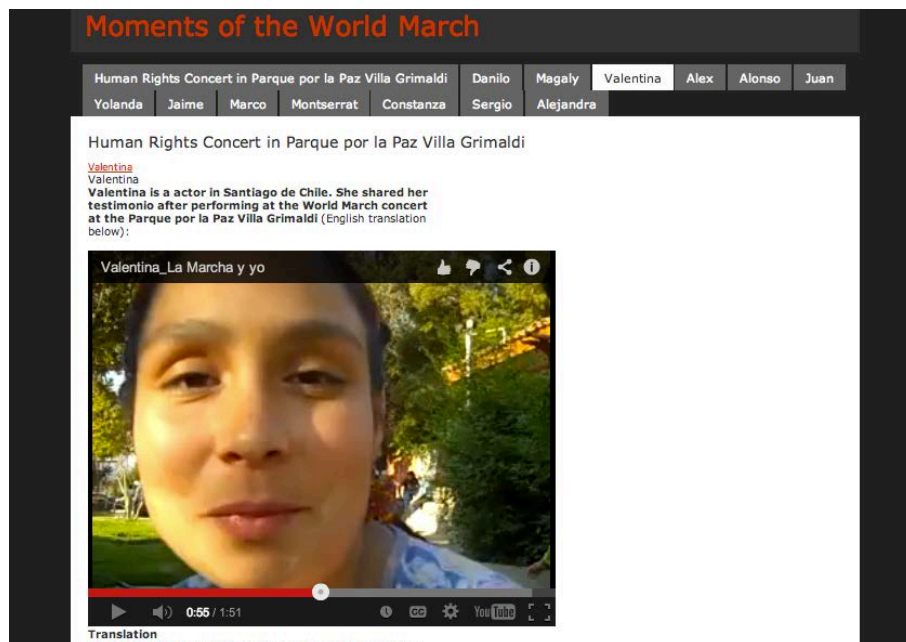 Moments of the World March
Human Rights Concert in Parque por la Paz Villa Grimaldi Danilo Magaly Valentina Alex Alonso Juan
Yolanda Jaime Marco Montserrat Constanza Sergio Alejandra
Human Rights Concert in Parque por la Paz Villa Grimaldi
Valentina
Valentina
Valentina is a actor in Santiago de Chile. She shared her
testimonio after performing at the World March concert
at the Parque por la Paz Villa Grimaldi (English translation
below):
Valentina_La Marcha y yo
0:55 / 1:51 CC YouTube
Translation